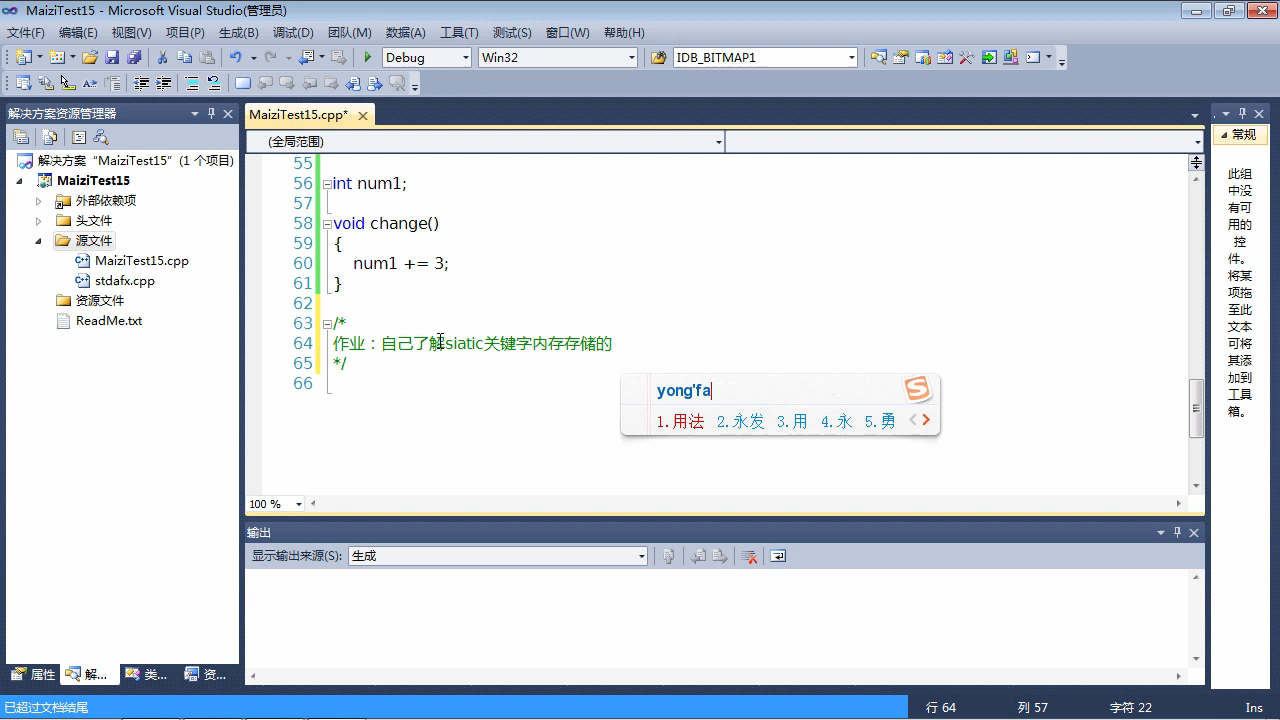 MaiziTest15 - Microsoft Visual Studio(管理员)
文件(F) 编辑(E) 视图(V) 项目(P) 生成(B) 调试(D) 团队(M) 数据(A) 工具(T) 测试(S) 窗口(W) 帮助(H)
Debug Win32 IDB_BITMAP1
解决方案资源管理器
解决方案 “MaiziTest15” (1 个项目)
MaiziTest15
外部依赖项
头文件
源文件
MaiziTest15.cpp
stdafx.cpp
资源文件
ReadMe.txt
属性 解... 类... 资...
MaiziTest15.cpp*
(全局范围)
55
56 int num1;
57
58 void change()
59 {
60 num1 += 3;
61 }
62
63 /*
64 作业：自己了解siatic关键字内存存储的
65 */
66
yong'fa
1.用法 2.永发 3.用 4.永 5.勇
100 %
输出
显示输出来源(S): 生成
常规
此组
中没
有可
用的
控
件。
将某
项拖
至此
文本
可将
其添
加到
工具
箱。
已超过文档结尾 行 64 列 57 字符 22 Ins